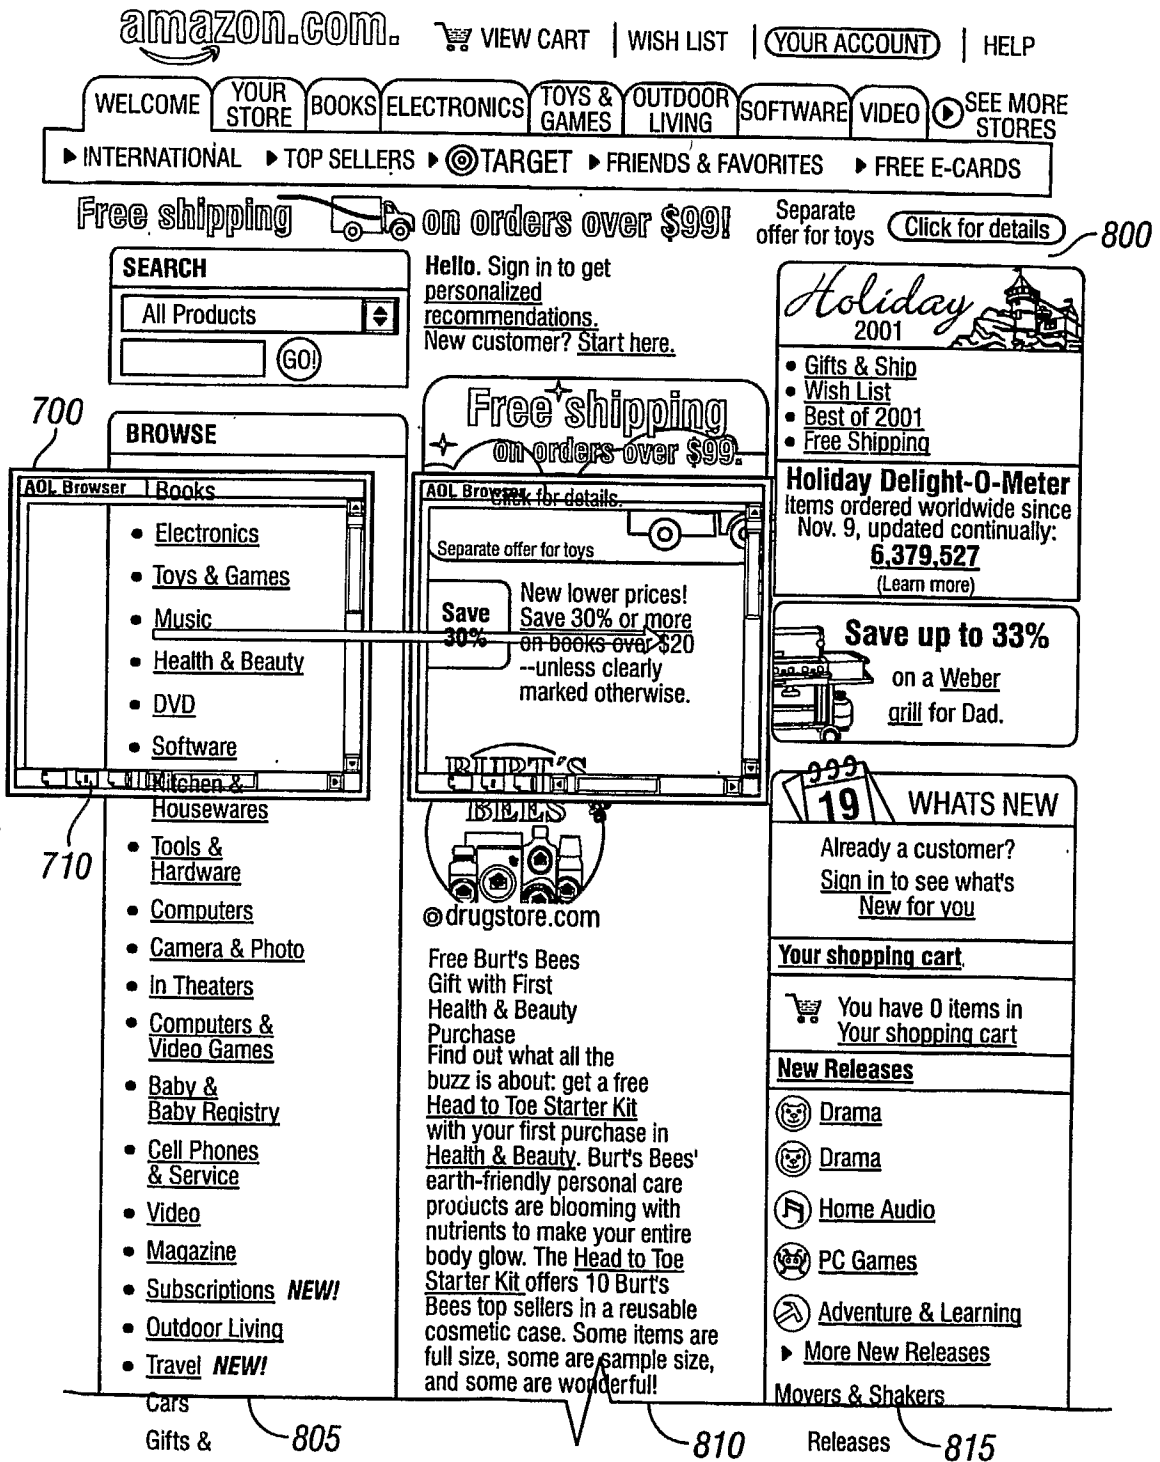 amazon.com.
VIEW CART | WISH LIST | YOUR ACCOUNT | HELP
WELCOME
YOUR STORE
BOOKS
ELECTRONICS
TOYS & GAMES
OUTDOOR LIVING
SOFTWARE
VIDEO
SEE MORE STORES
INTERNATIONAL
TOP SELLERS
TARGET
FRIENDS & FAVORITES
FREE E-CARDS
Free shipping on orders over $99!
Separate
offer for toys
Click for details
800
SEARCH
All Products
GO!
700
BROWSE
AOL Browser
Books
• Electronics
• Toys & Games
• Music
• Health & Beauty
• DVD
• Software
Kitchen &
Housewares
710
• Tools &
Hardware
• Computers
• Camera & Photo
• In Theaters
• Computers &
Video Games
• Baby &
Baby Registry
• Cell Phones
& Service
• Video
• Magazine
• Subscriptions NEW!
• Outdoor Living
• Travel NEW!
Cars
Gifts &
805
Hello. Sign in to get
personalized
recommendations.
New customer? Start here.
Free shipping
on orders over $99.
AOL Browser
Click for details.
Separate offer for toys
Save
30%
New lower prices!
Save 30% or more
on books over $20
--unless clearly
marked otherwise.
BURT'S
BEES
drugstore.com
Free Burt's Bees
Gift with First
Health & Beauty
Purchase
Find out what all the
buzz is about: get a free
Head to Toe Starter Kit
with your first purchase in
Health & Beauty. Burt's Bees'
earth-friendly personal care
products are blooming with
nutrients to make your entire
body glow. The Head to Toe
Starter Kit offers 10 Burt's
Bees top sellers in a reusable
cosmetic case. Some items are
full size, some are sample size,
and some are wonderful!
810
Holiday
2001
• Gifts & Ship
• Wish List
• Best of 2001
• Free Shipping
Holiday Delight-O-Meter
Items ordered worldwide since
Nov. 9, updated continually:
6,379,527
(Learn more)
Save up to 33%
on a Weber
grill for Dad.
19
WHATS NEW
Already a customer?
Sign in to see what's
New for you
Your shopping cart.
You have 0 items in
Your shopping cart
New Releases
Drama
Drama
Home Audio
PC Games
Adventure & Learning
More New Releases
Movers & Shakers
Releases
815